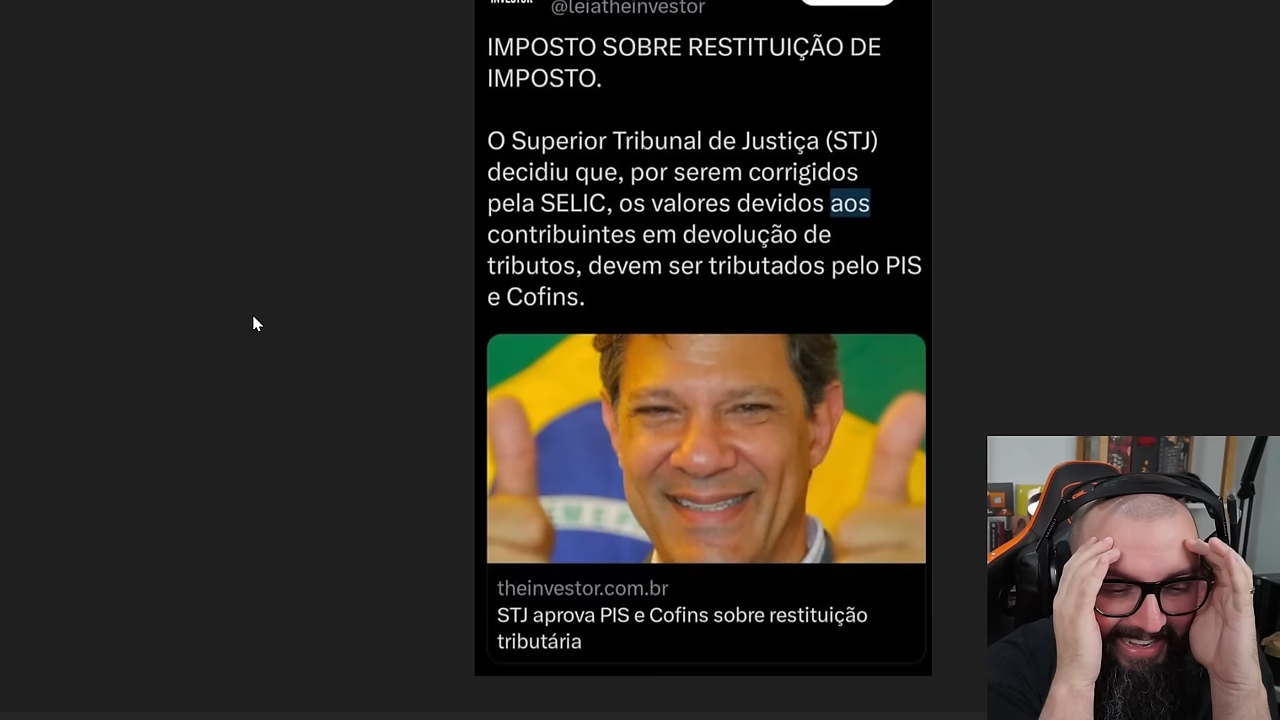 INVESTOR
@leiatheinvestor
IMPOSTO SOBRE RESTITUIÇÃO DE
IMPOSTO.
O Superior Tribunal de Justiça (STJ)
decidiu que, por serem corrigidos
pela SELIC, os valores devidos aos
contribuintes em devolução de
tributos, devem ser tributados pelo PIS
e Cofins.
theinvestor.com.br
STJ aprova PIS e Cofins sobre restituição
tributária